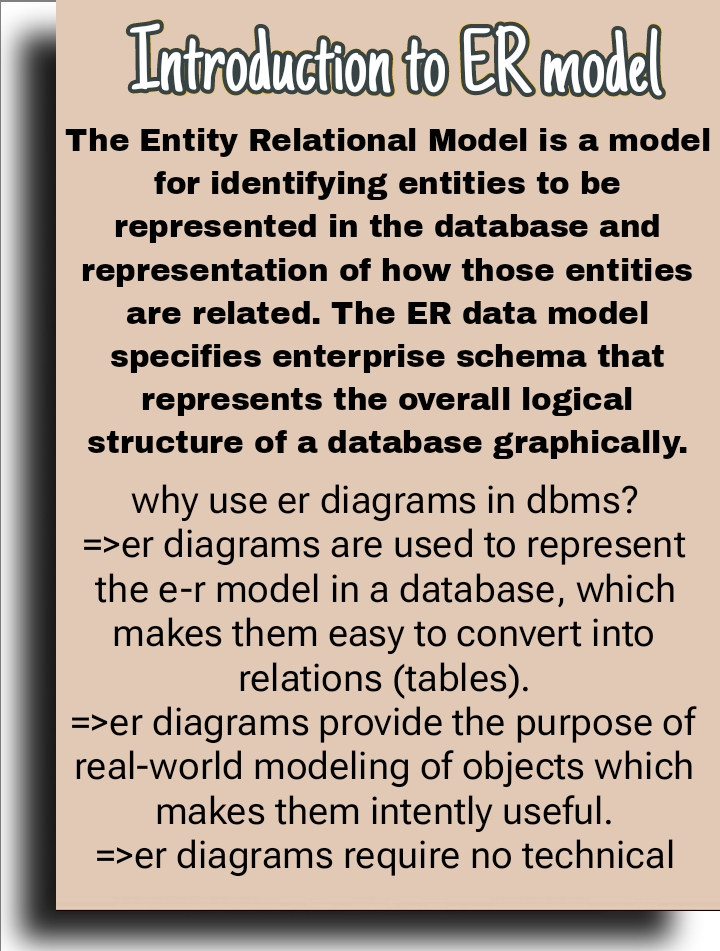 Introduction to ER model
The Entity Relational Model is a model
for identifying entities to be
represented in the database and
representation of how those entities
are related. The ER data model
specifies enterprise schema that
represents the overall logical
structure of a database graphically.
why use er diagrams in dbms?
=>er diagrams are used to represent
the e-r model in a database, which
makes them easy to convert into
relations (tables).
=>er diagrams provide the purpose of
real-world modeling of objects which
makes them intently useful.
=>er diagrams require no technical